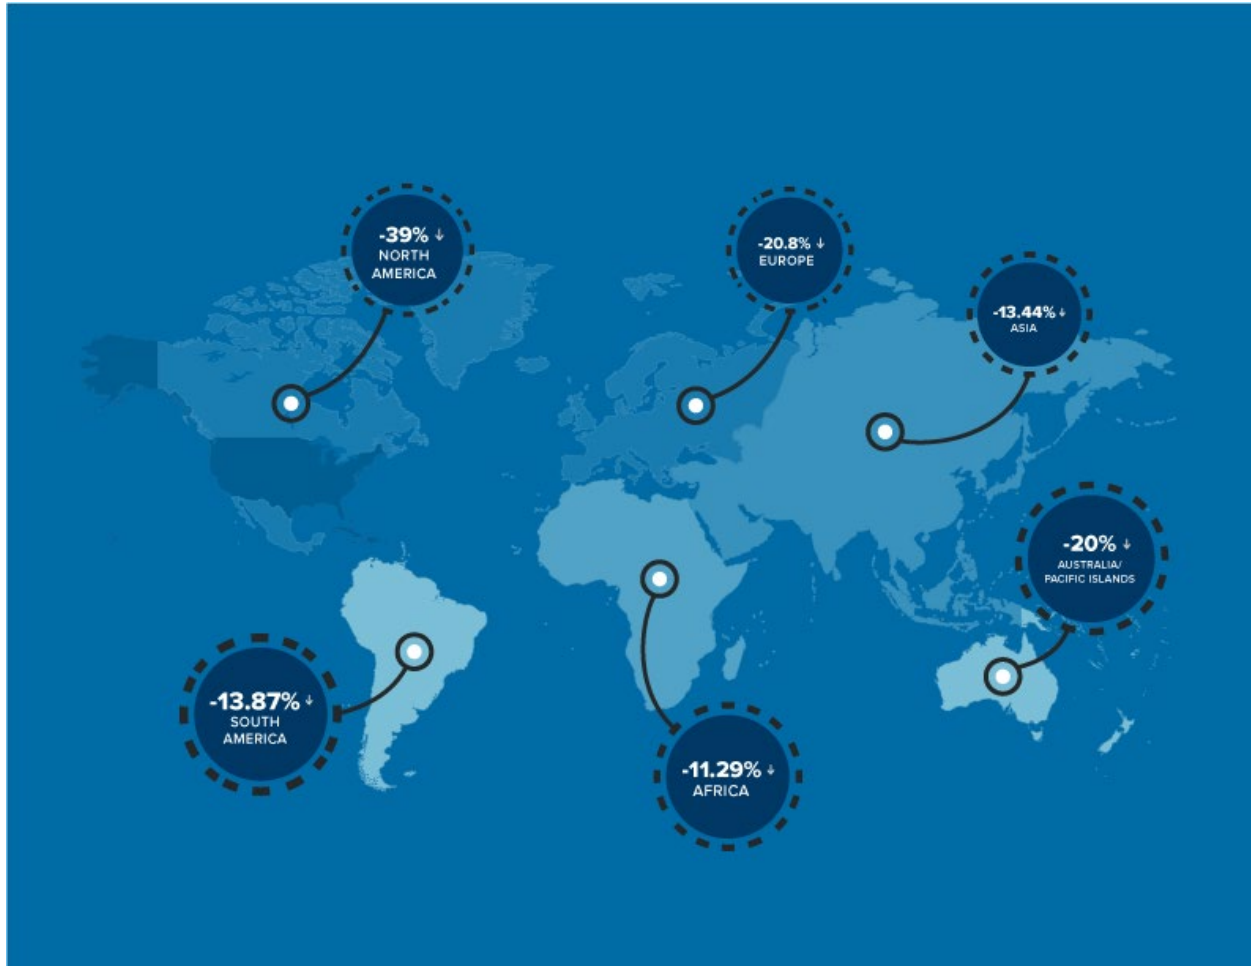 -39% ↓
NORTH
AMERICA
-20.8% ↓
EUROPE
-13.44% ↓
ASIA
-20% ↓
AUSTRALIA/
PACIFIC ISLANDS
-13.87% ↓
SOUTH
AMERICA
-11.29% ↓
AFRICA